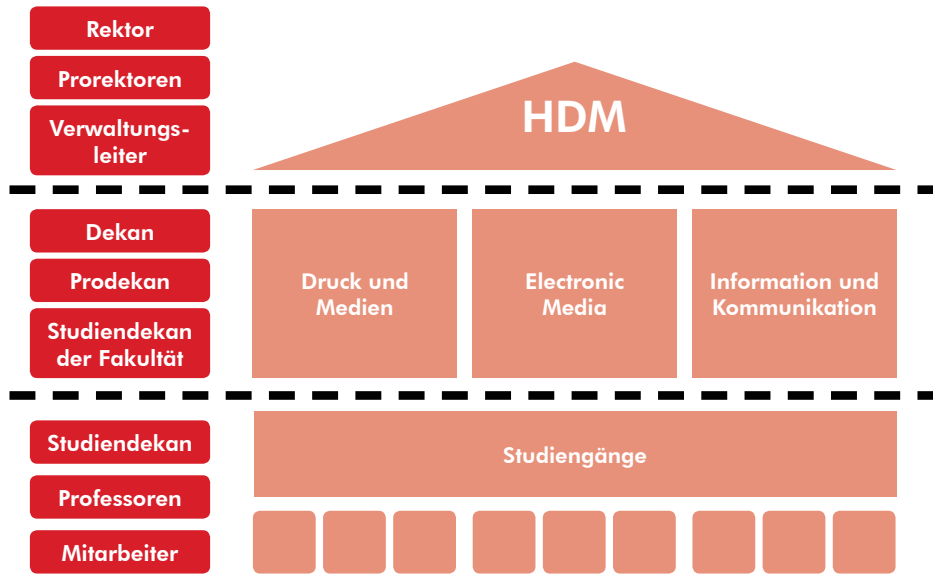 Rektor
Prorektoren
Verwaltungs-
leiter
HDM
Dekan
Prodekan
Studiendekan
der Fakultät
Druck und
Medien
Electronic
Media
Information und
Kommunikation
Studiendekan
Professoren
Mitarbeiter
Studiengänge